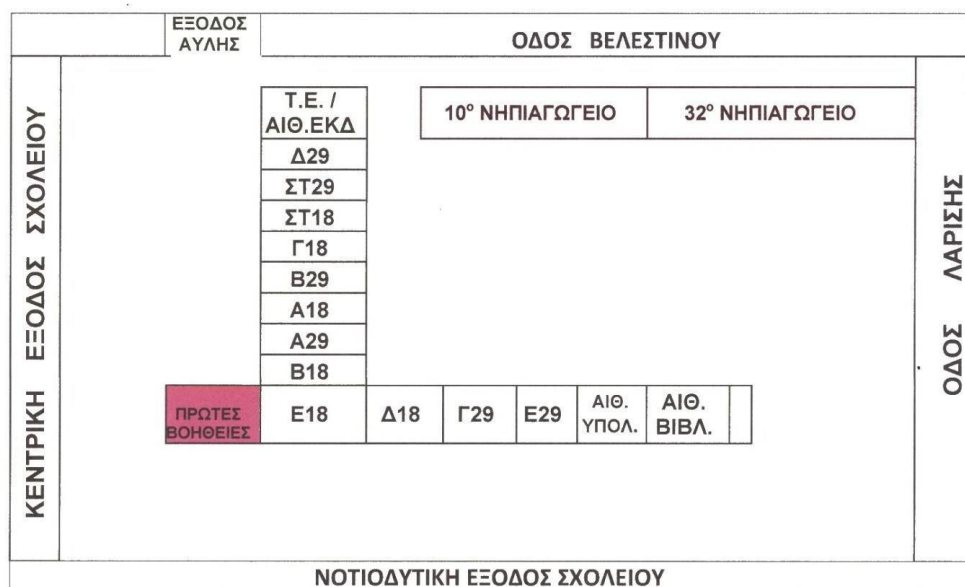 ΕΞΟΔΟΣ
ΑΥΛΗΣ
ΟΔΟΣ ΒΕΛΕΣΤΙΝΟΥ
ΚΕΝΤΡΙΚΗ ΕΞΟΔΟΣ ΣΧΟΛΕΙΟΥ
Τ.Ε. /
ΑΙΘ.ΕΚΔ
10° ΝΗΠΙΑΓΩΓΕΙΟ
32° ΝΗΠΙΑΓΩΓΕΙΟ
Δ29
ΣΤ29
ΣΤ18
Γ18
Β29
Α18
Α29
Β18
ΠΡΩΤΕΣ
ΒΟΗΘΕΙΕΣ
Ε18
Δ18
Γ29
Ε29
ΑΙΘ.
ΥΠΟΛ.
ΑΙΘ.
ΒΙΒΛ.
ΟΔΟΣ ΛΑΡΙΣΗΣ
ΝΟΤΙΟΔΥΤΙΚΗ ΕΞΟΔΟΣ ΣΧΟΛΕΙΟΥ